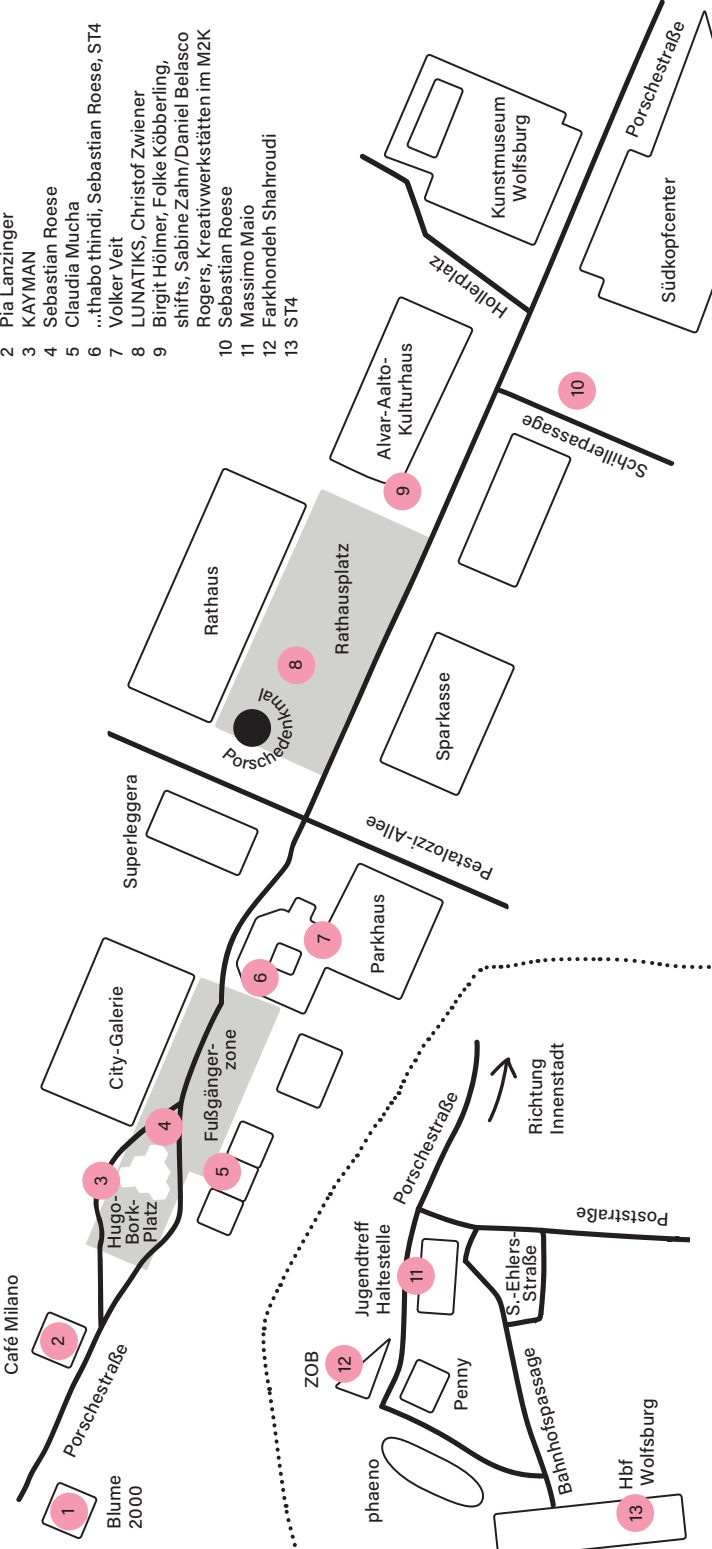 2 Pia Lanzinger
3 KAYMAN
4 Sebastian Roese
5 Claudia Mucha
6 ...thabo thindi, Sebastian Roese, ST4
7 Volker Veit
8 LUNATIKS, Christof Zwiener
9 Birgit Hölmer, Folke Köbberling,
shifts, Sabine Zahn/Daniel Belasco
Rogers, Kreativwerkstätten im M2K
10 Sebastian Roese
11 Massimo Maio
12 Farkhondeh Shahroudi
13 ST4
Blume
2000
1
Porschestraße
Café Milano
2
Hugo-
Bork-
Platz
3
4
5
City-Galerie
Fußgänger-
zone
6
7
Parkhaus
Superleggera
Pestalozzi-Allee
Porschedenkmal
Rathaus
8
Rathausplatz
Sparkasse
9
Alvar-Aalto-
Kulturhaus
Schillerpassage
10
Hollerplatz
Kunstmuseum
Wolfsburg
Südkopfcenter
Porschestraße
phaeno
ZOB
12
Penny
Jugendtreff
Haltestelle
11
Porschestraße
Richtung
Innenstadt
Poststraße
S.-Ehlers-
Straße
Bahnhofspassage
Hbf
Wolfsburg
13